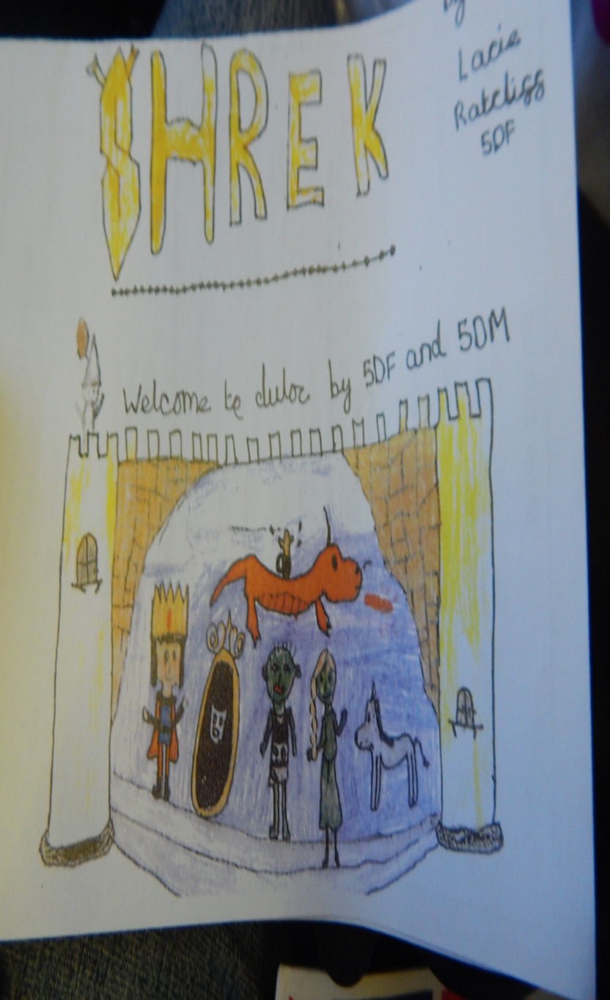 SHREK
by
Lacie
Ratcliff
5DF
Welcome to duloc by 5DF and 5DM